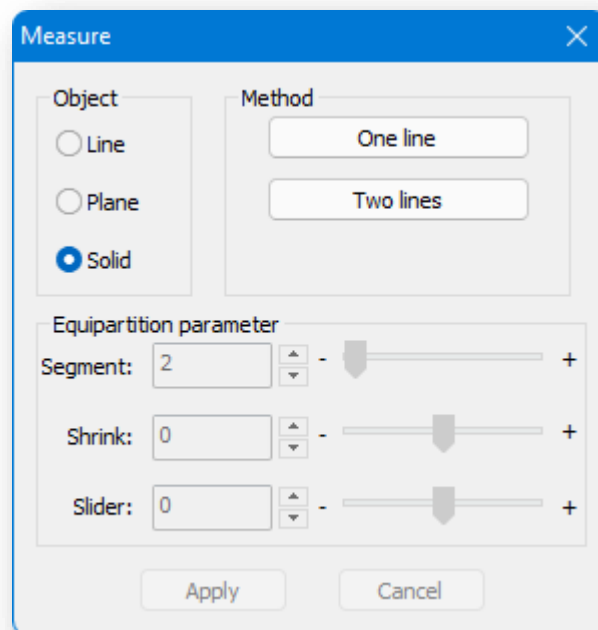 Measure
Object
Line
Plane
Solid
Method
One line
Two lines
Equipartition parameter
Segment: 2 - +
Shrink: 0 - +
Slider: 0 - +
Apply Cancel